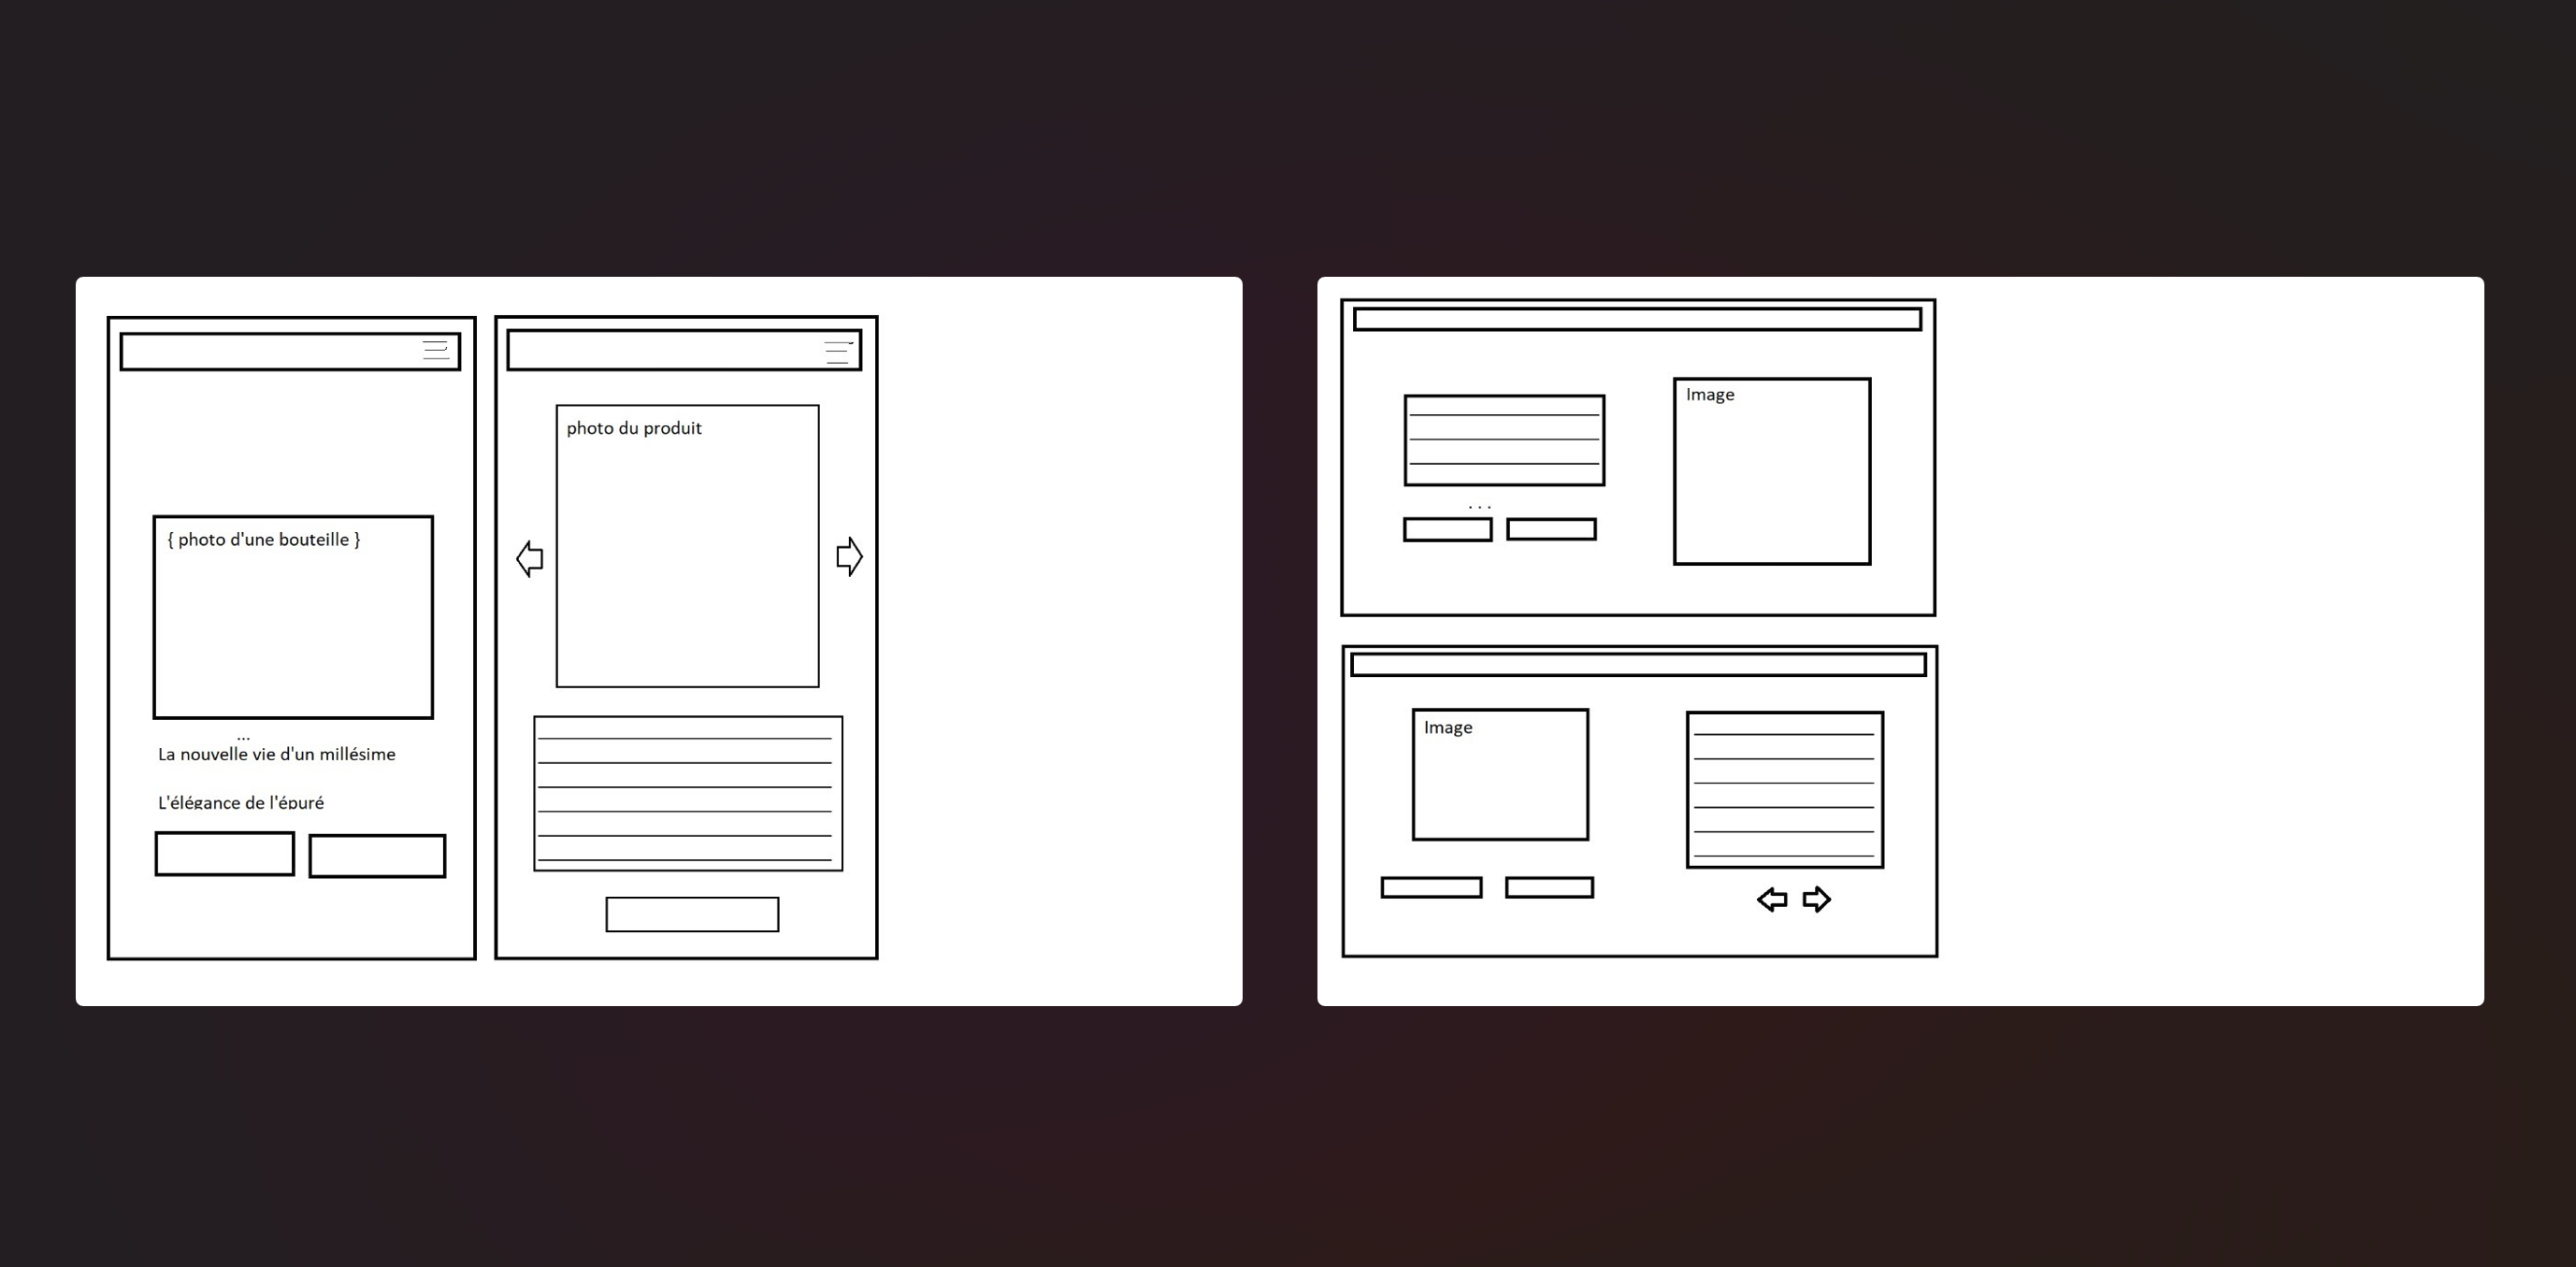 { photo d'une bouteille }
...
La nouvelle vie d'un millésime
L'élégance de l'épuré
photo du produit
Image
. . .
Image